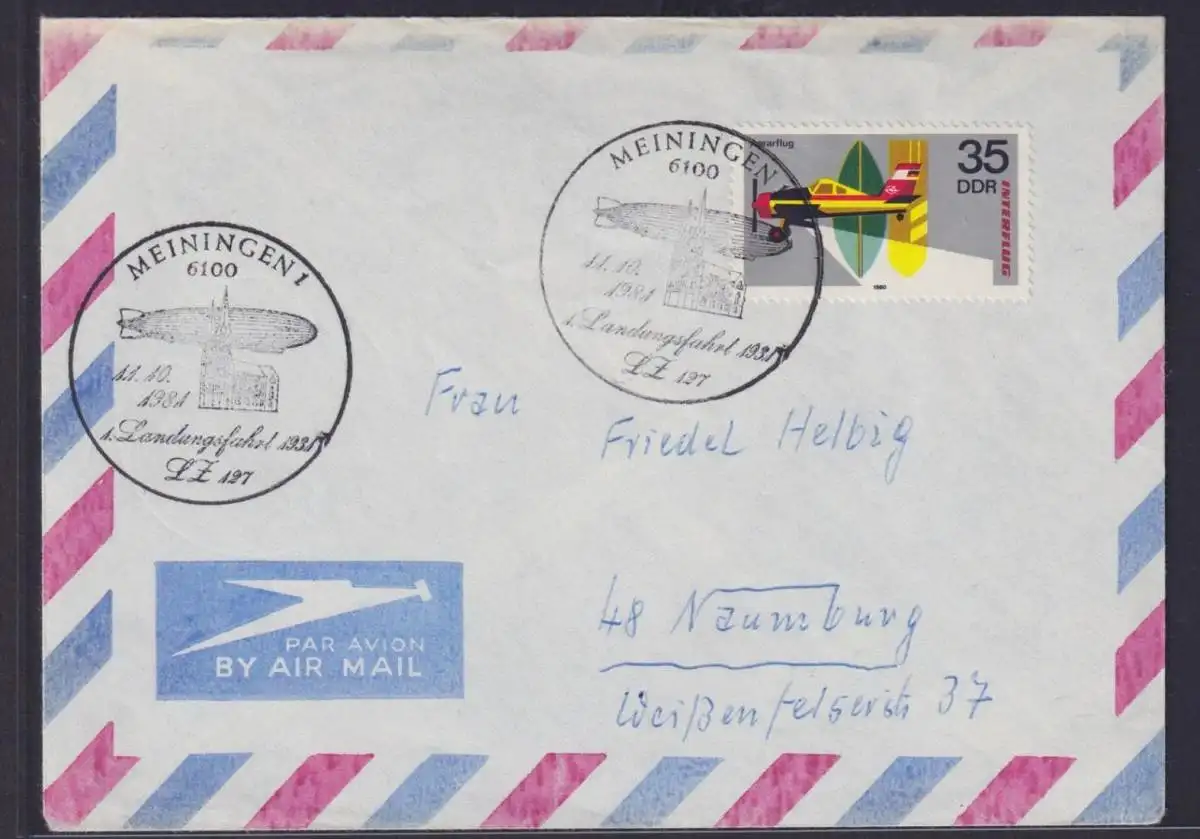 MEININGEN
6100
11.10.
1981
1. Landungsfahrt 1931
LZ 127
35
DDR
INTERFLUG
1980
MEININGEN 1
6100
11.10.
1981
1. Landungsfahrt 1931
LZ 127
Frau
Friedel Helbig
48 Naumburg
Weißenfelserstr 37
PAR AVION
BY AIR MAIL